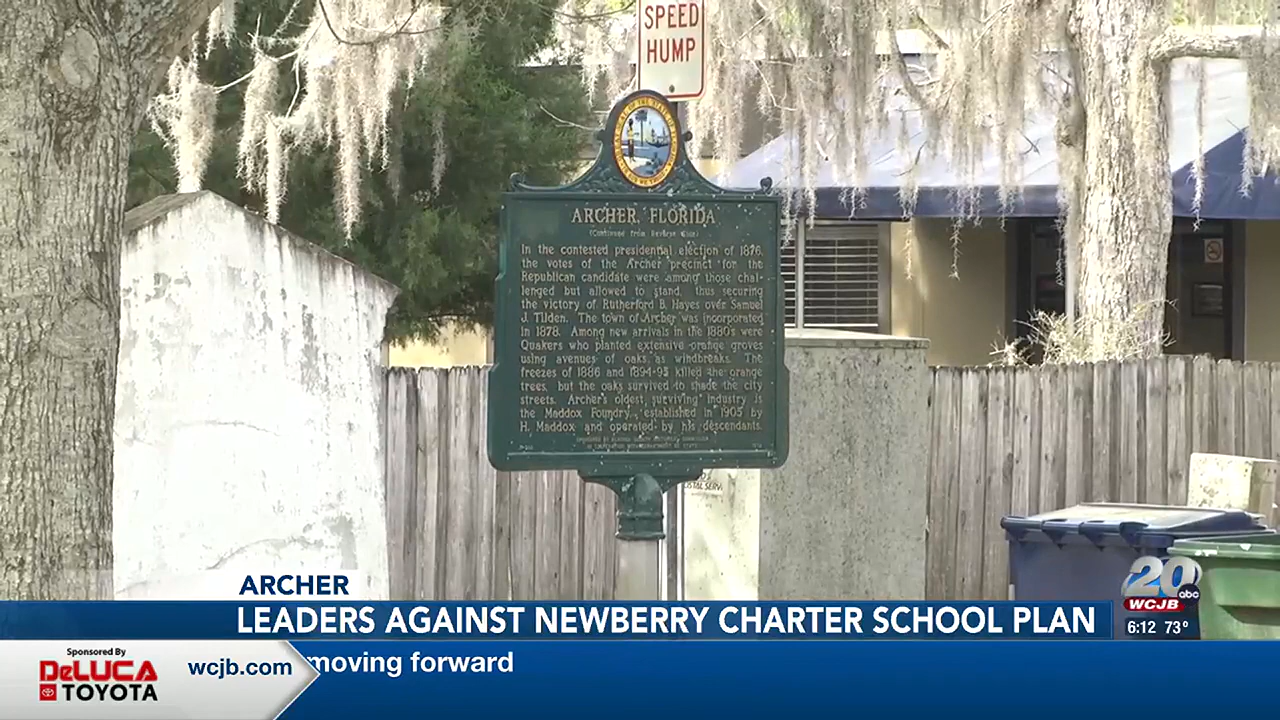 SPEED
HUMP
ARCHER, FLORIDA
(Continued from Reverse Side)
In the contested presidential election of 1876,
the votes of the Archer precinct for the
Republican candidate were among those chal-
lenged but allowed to stand, thus securing
the victory of Rutherford B. Hayes over Samuel
J. Tilden. The town of Archer was incorporated
in 1878. Among new arrivals in the 1880's were
Quakers who planted extensive orange groves
using avenues of oaks as windbreaks. The
freezes of 1886 and 1894-95 killed the orange
trees, but the oaks survived to shade the city
streets. Archer's oldest surviving industry is
the Maddox Foundry, established in 1905 by
H. Maddox and operated by his descendants.
ARCHER
LEADERS AGAINST NEWBERRY CHARTER SCHOOL PLAN
20
abc
WCJB
6:12 73°
Sponsored By
DeLUCA
TOYOTA
wcjb.com
moving forward